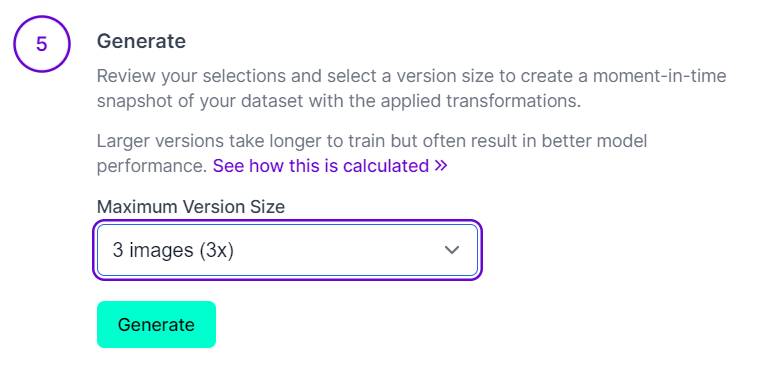 5
Generate
Review your selections and select a version size to create a moment-in-time
snapshot of your dataset with the applied transformations.
Larger versions take longer to train but often result in better model
performance. See how this is calculated »
Maximum Version Size
3 images (3x)
Generate